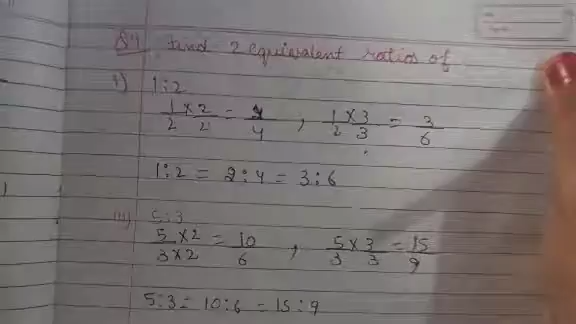 Q4 Find 2 equivalent ratios of
i) 1:2
1/2 × 2/2 = 2/4 , 1/2 × 3/3 = 3/6
1:2 = 2:4 = 3:6
5:3
5×2/3×2 = 10/6 , 5/3 × 3/3 = 15/9
5:3 = 10:6 = 15:9